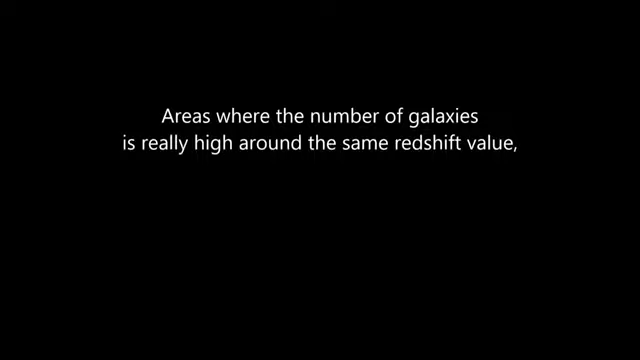 Areas where the number of galaxies
is really high around the same redshift value,